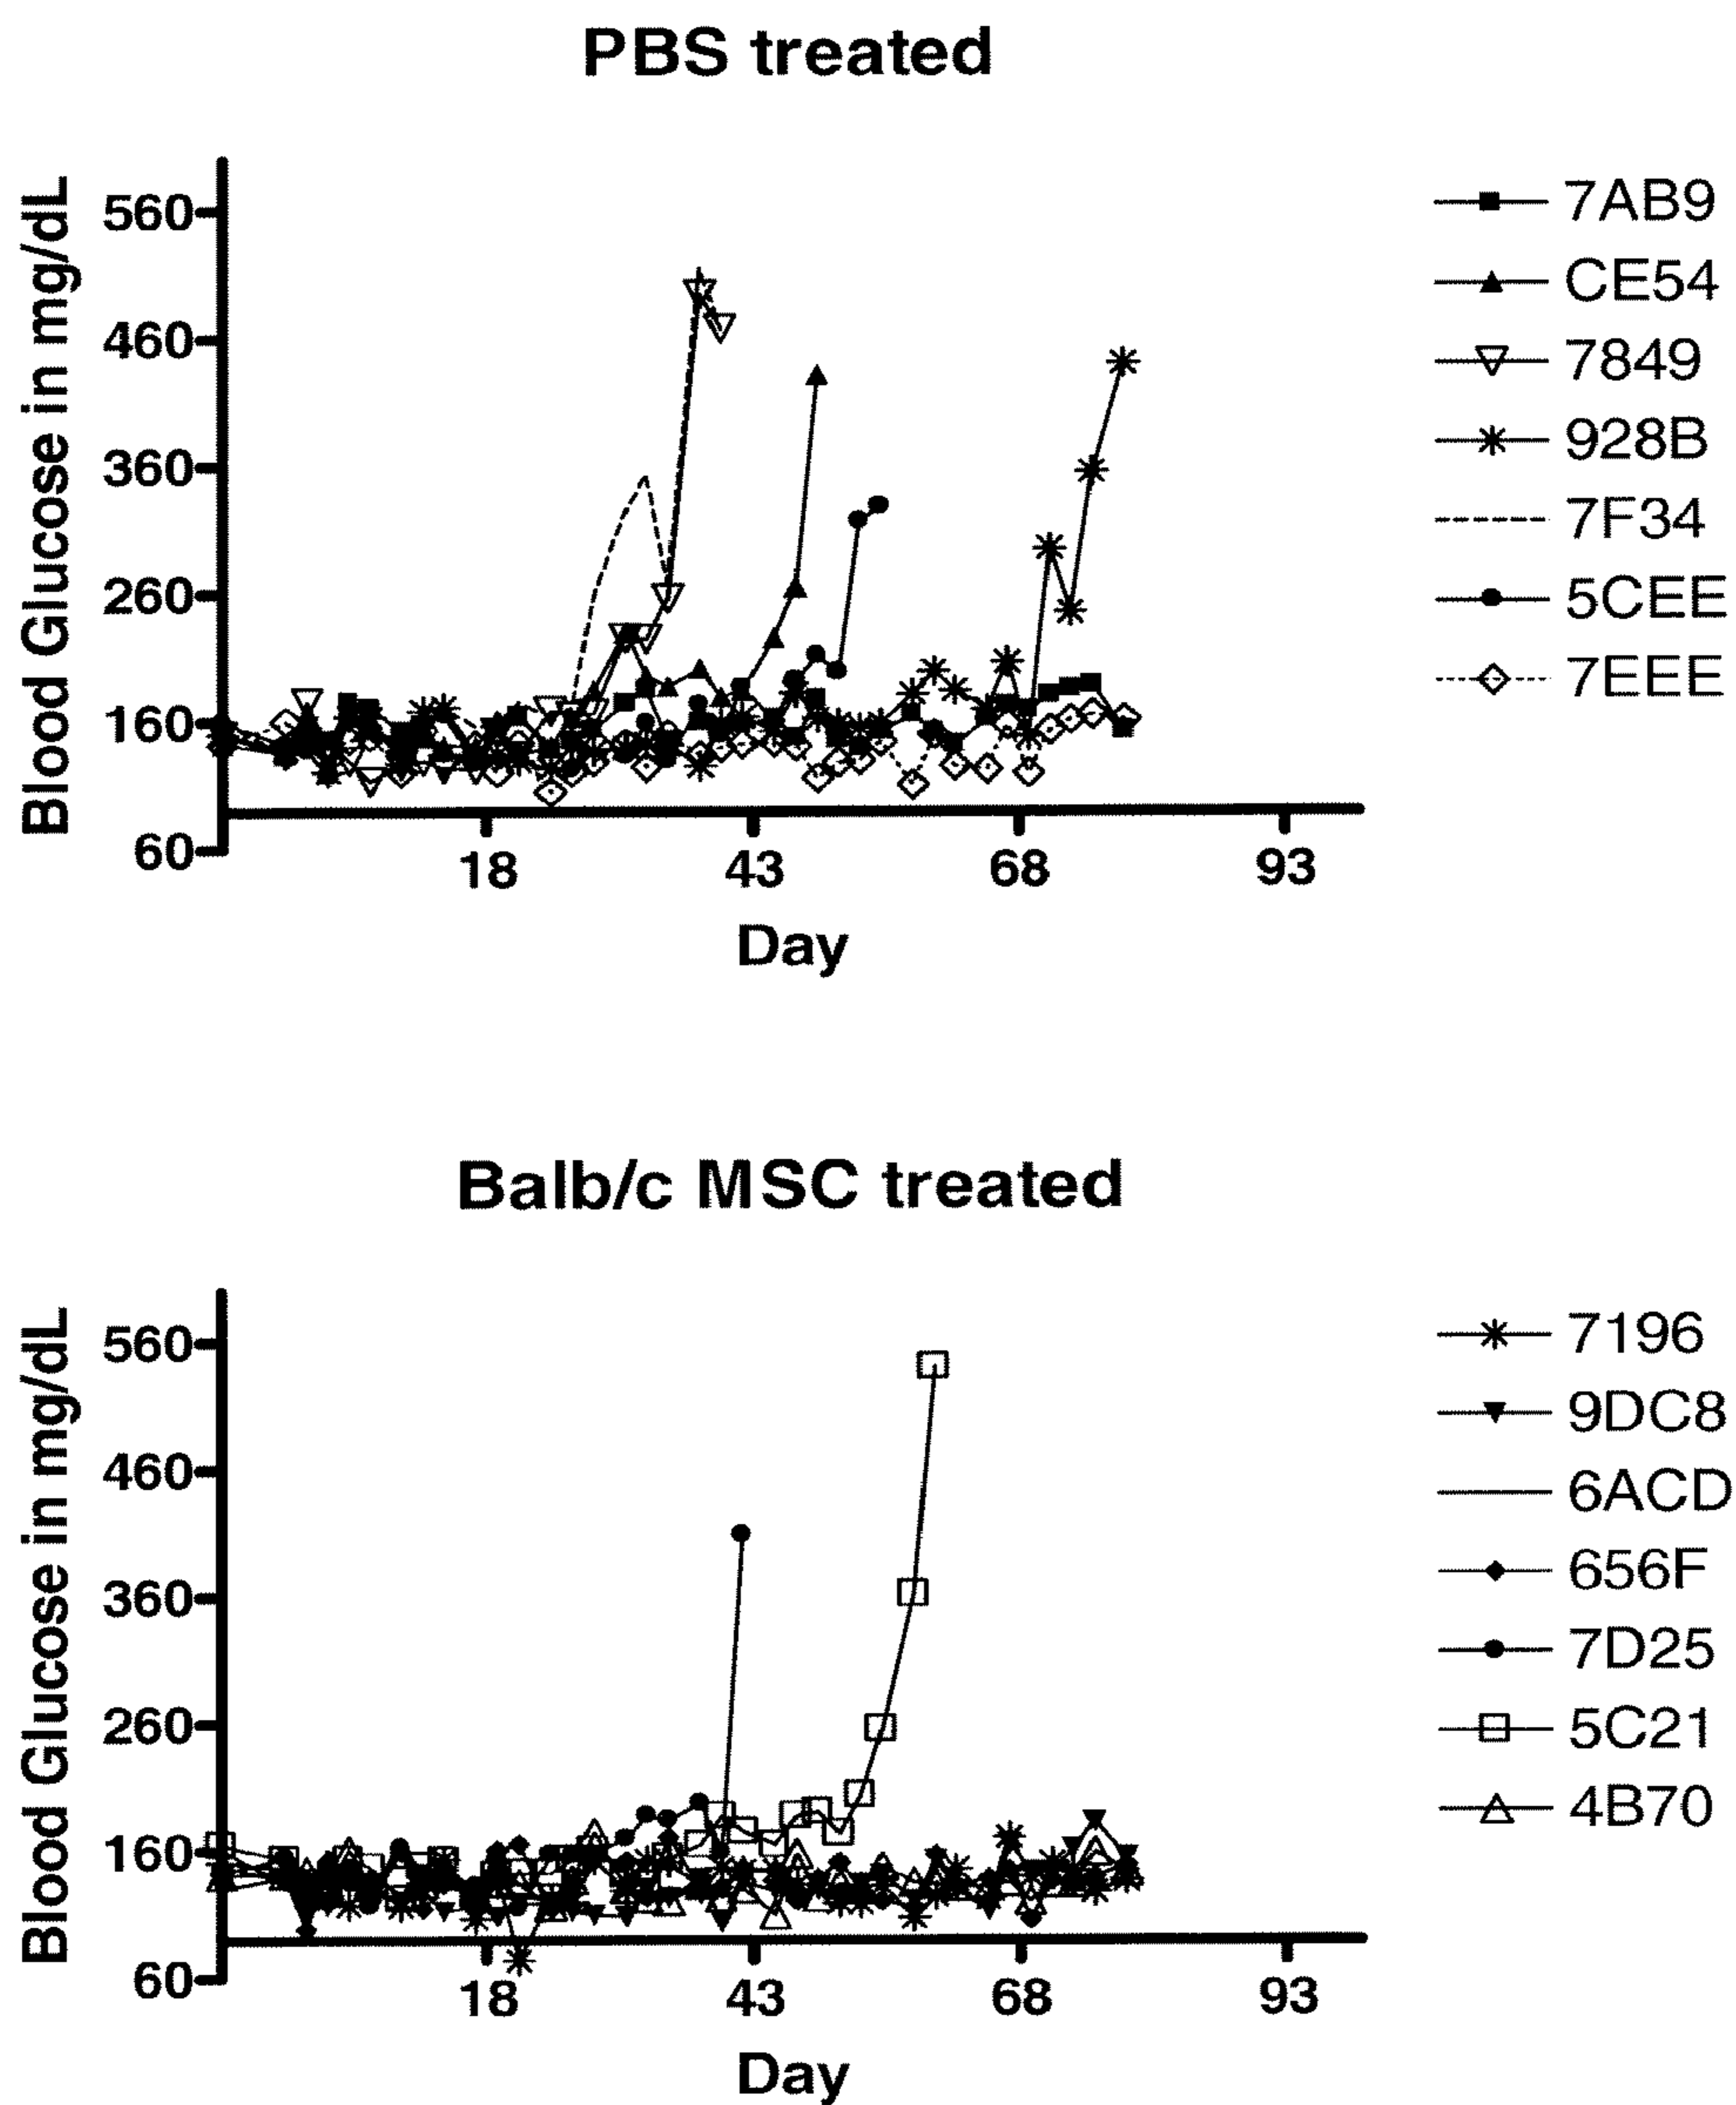 PBS treated
Blood Glucose in mg/dL
560
460
360
260
160
60
18 43 68 93
Day
7AB9
CE54
7849
928B
7F34
5CEE
7EEE
Balb/c MSC treated
Blood Glucose in mg/dL
560
460
360
260
160
60
18 43 68 93
Day
7196
9DC8
6ACD
656F
7D25
5C21
4B70